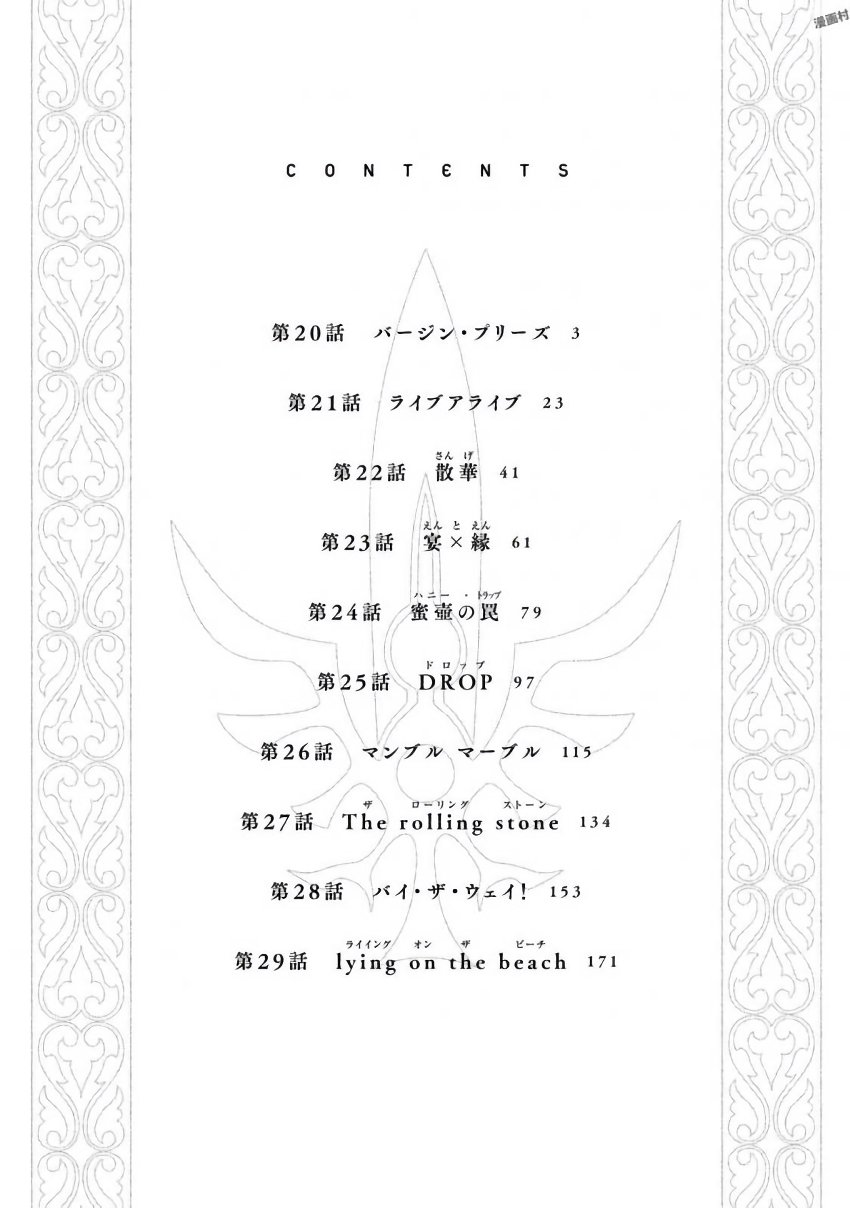 漫画村
CONTENTS
第20話 バージン・プリーズ 3
第21話 ライブアライブ 23
さん げ
第22話 散華 41
えん と えん
第23話 宴×縁 61
ハニー・トラップ
第24話 蜜壺の罠 79
ドロップ
第25話 DROP 97
第26話 マンブル マーブル 115
ザ ローリング ストーン
第27話 The rolling stone 134
第28話 バイ・ザ・ウェイ! 153
ライイング オン ザ ビーチ
第29話 lying on the beach 171